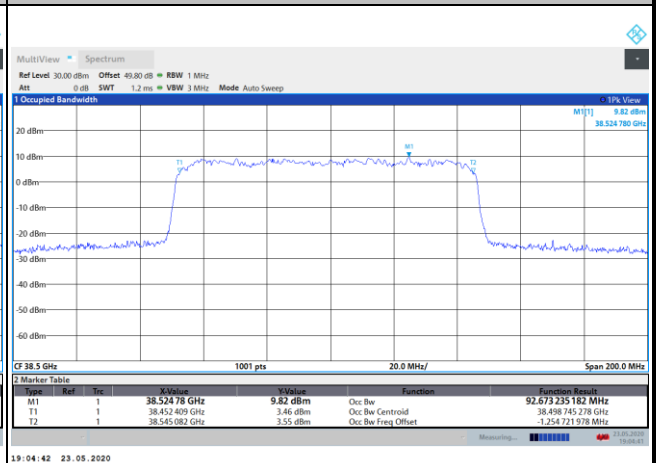 MultiView Spectrum
Ref Level 30.00 dBm Offset 49.80 dB RBW 1 MHz
Att 0 dB SWT 1.2 ms VBW 3 MHz Mode Auto Sweep
1 Occupied Bandwidth 1Pk View
M1[1] 9.82 dBm
38.524 780 GHz
20 dBm
M1
10 dBm
T1 T2
0 dBm
-10 dBm
-20 dBm
-30 dBm
-40 dBm
-50 dBm
-60 dBm
CF 38.5 GHz 1001 pts 20.0 MHz/ Span 200.0 MHz
2 Marker Table
Type Ref Trc X-Value Y-Value Function Function Result
M1 1 38.524 78 GHz 9.82 dBm Occ Bw 92.673 235 182 MHz
T1 1 38.452 409 GHz 3.46 dBm Occ Bw Centroid 38.498 745 278 GHz
T2 1 38.545 082 GHz 3.55 dBm Occ Bw Freq Offset -1.254 721 978 MHz
Measuring... 23.05.2020
19:04:41
19:04:42 23.05.2020